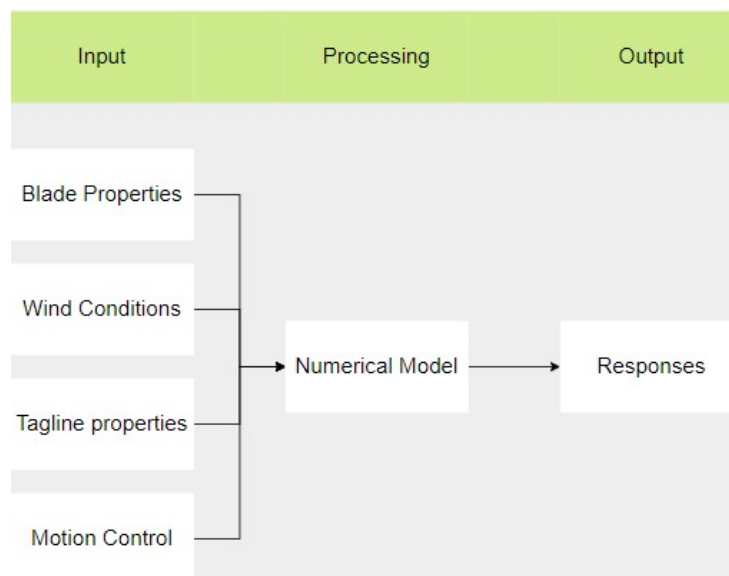 Input
Processing
Output
Blade Properties
Wind Conditions
Numerical Model
Responses
Tagline properties
Motion Control